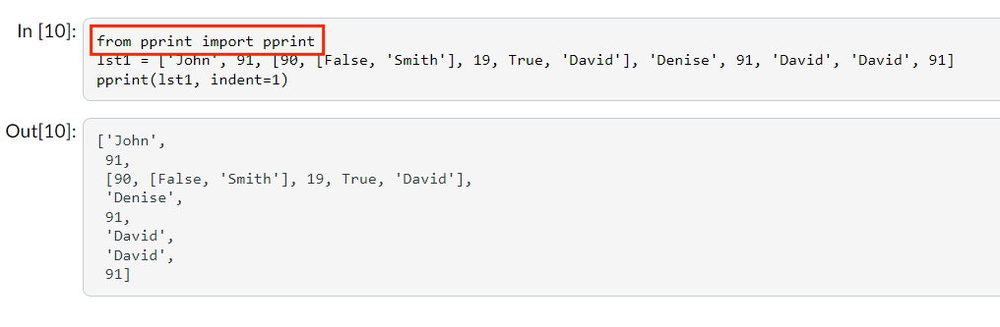 In [10]:
from pprint import pprint
lst1 = ['John', 91, [90, [False, 'Smith'], 19, True, 'David'], 'Denise', 91, 'David', 'David', 91]
pprint(lst1, indent=1)
Out[10]:
['John',
 91,
 [90, [False, 'Smith'], 19, True, 'David'],
 'Denise',
 91,
 'David',
 'David',
 91]